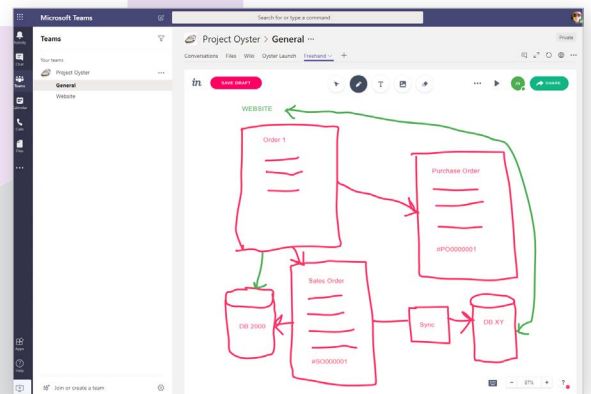 Microsoft Teams
Search for or type a command
Activity
Chat
Teams
Calendar
Calls
Files
Apps
Help
Teams
Your teams
Project Oyster
General
Website
Join or create a team
Project Oyster > General
Private
Conversations Files Wiki Oyster Launch Freehand +
in
SAVE DRAFT
T
SHARE
WEBSITE
Order 1
Purchase Order
#PO0000001
Sales Order
#ISO000001
DB 2000
Sync
DB XY
- 87% + ?